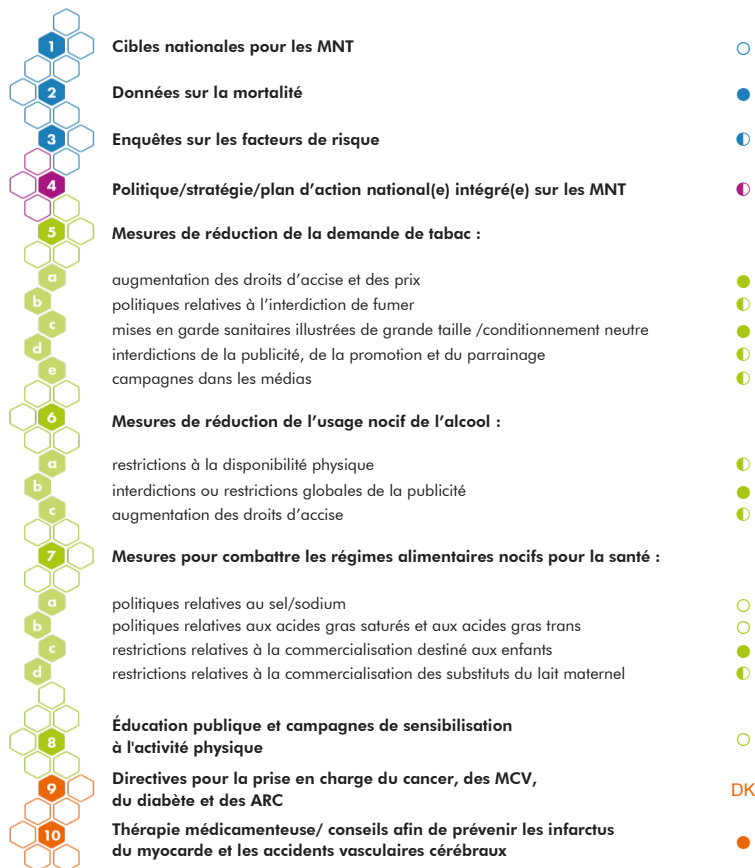 1 Cibles nationales pour les MNT
2 Données sur la mortalité
3 Enquêtes sur les facteurs de risque
4 Politique/stratégie/plan d'action national(e) intégré(e) sur les MNT
5 Mesures de réduction de la demande de tabac :
a augmentation des droits d'accise et des prix
b politiques relatives à l'interdiction de fumer
c mises en garde sanitaires illustrées de grande taille /conditionnement neutre
d interdictions de la publicité, de la promotion et du parrainage
e campagnes dans les médias
6 Mesures de réduction de l'usage nocif de l'alcool :
a restrictions à la disponibilité physique
b interdictions ou restrictions globales de la publicité
c augmentation des droits d'accise
7 Mesures pour combattre les régimes alimentaires nocifs pour la santé :
a politiques relatives au sel/sodium
b politiques relatives aux acides gras saturés et aux acides gras trans
c restrictions relatives à la commercialisation destiné aux enfants
d restrictions relatives à la commercialisation des substituts du lait maternel
8 Éducation publique et campagnes de sensibilisation
à l'activité physique
9 Directives pour la prise en charge du cancer, des MCV, DK
du diabète et des ARC
10 Thérapie médicamenteuse/ conseils afin de prévenir les infarctus
du myocarde et les accidents vasculaires cérébraux